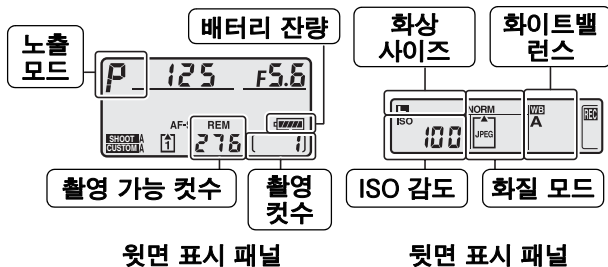 노출
모드
배터리 잔량
화상
사이즈
화이트밸
런스
P 125 F5.6
AF-S REM
SHOOT A
CUSTOM A
1 276 [ 1]
NORM
ISO
100
JPEG
WB
A
REC
촬영 가능 컷수
촬영
컷수
ISO 감도
화질 모드
윗면 표시 패널
뒷면 표시 패널